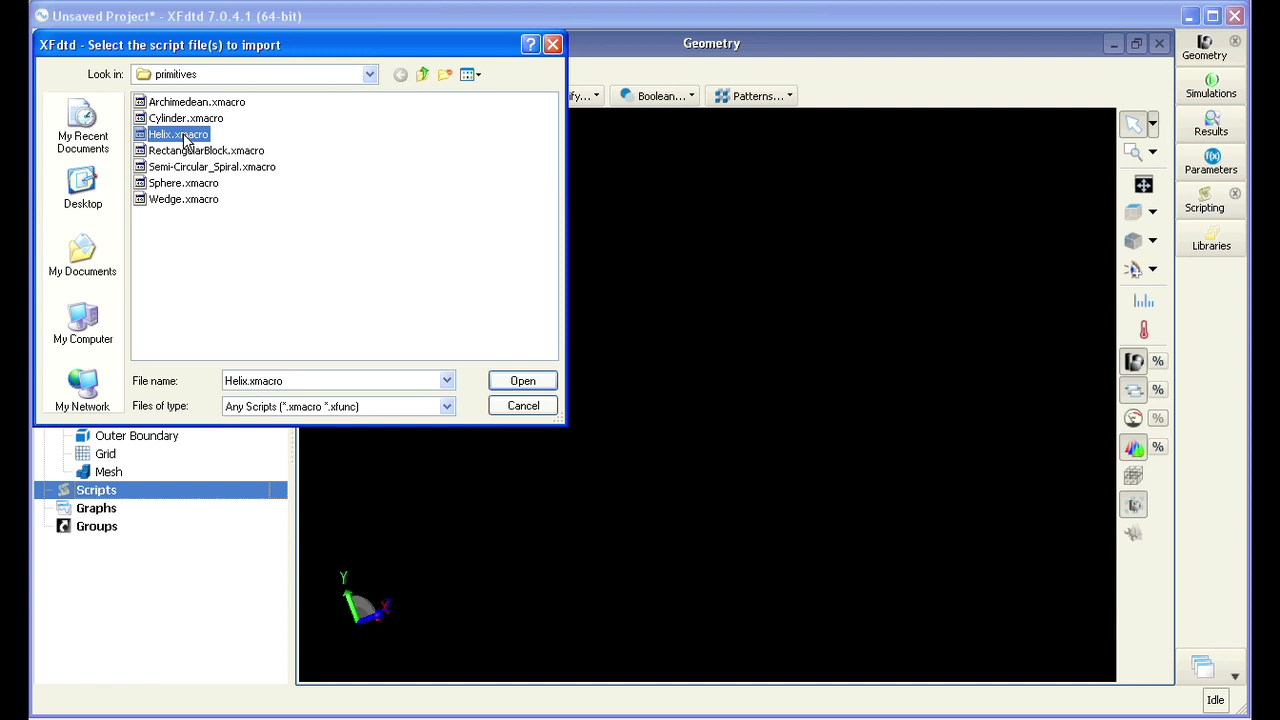 Unsaved Project* - XFdtd 7.0.4.1 (64-bit)
XFdtd - Select the script file(s) to import
Geometry
Look in:
primitives
Boolean...
Patterns...
Archimedean.xmacro
Cylinder.xmacro
Helix.xmacro
RectangularBlock.xmacro
Semi-Circular_Spiral.xmacro
Sphere.xmacro
Wedge.xmacro
My Recent
Documents
Desktop
My Documents
My Computer
My Network
File name:
Helix.xmacro
Open
Files of type:
Any Scripts (*.xmacro *.xfunc)
Cancel
Outer Boundary
Grid
Mesh
Scripts
Graphs
Groups
Y
X
Geometry
Simulations
Results
f(x)
Parameters
Scripting
Libraries
%
%
%
%
Idle